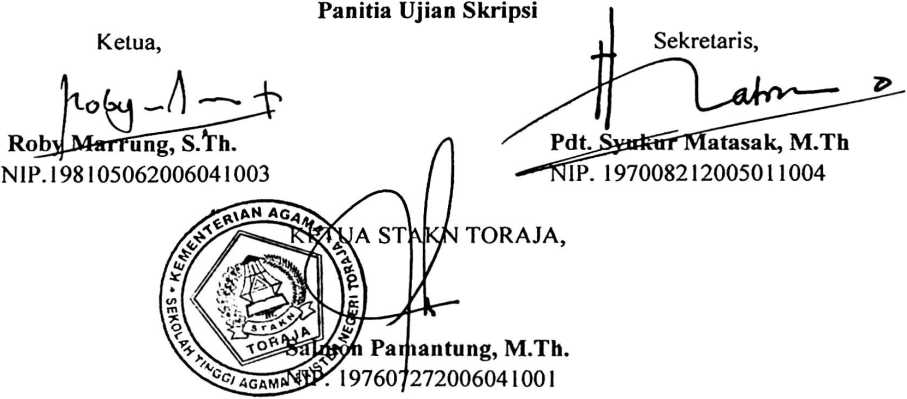 Panitia Ujian Skripsi
Ketua,
Sekretaris,
Roby Marrung, S.Th.
NIP.198105062006041003
Pdt. Syukur Matasak, M.Th
NIP. 197008212005011004
KETUA STAKN TORAJA,
KEMENTERIAN AGAMA
SEKOLAH TINGGI AGAMA KRISTEN NEGERI TORAJA
STAKN
TORAJA
Salmon Pamantung, M.Th.
NIP. 197607272006041001